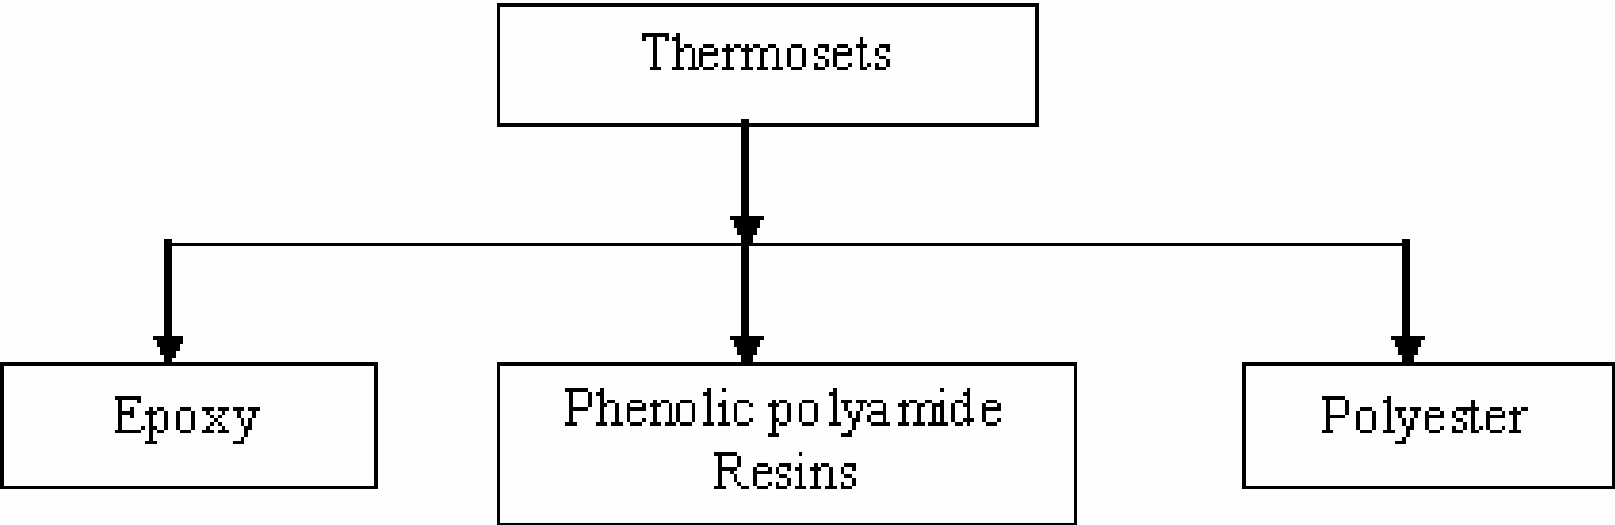 Thermosets
Epoxy
Phenolic polyamide
Resins
Polyester